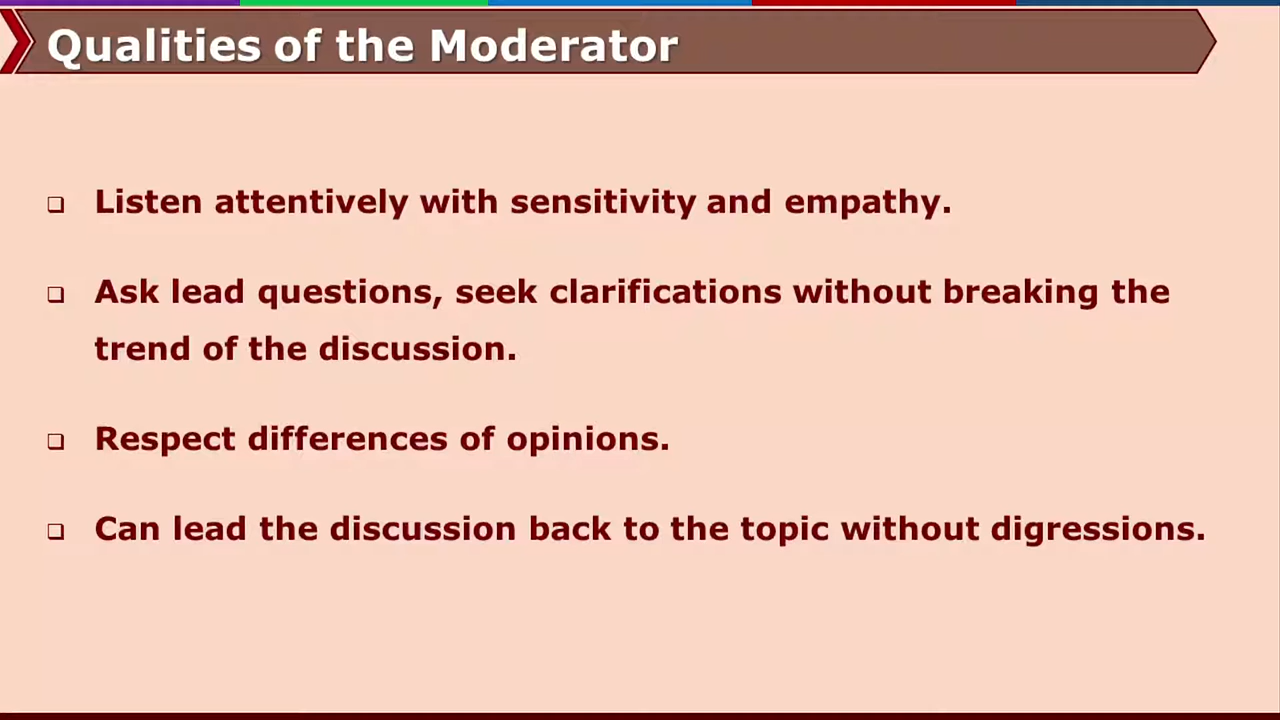 Qualities of the Moderator
❑ Listen attentively with sensitivity and empathy.
❑ Ask lead questions, seek clarifications without breaking the
trend of the discussion.
❑ Respect differences of opinions.
❑ Can lead the discussion back to the topic without digressions.